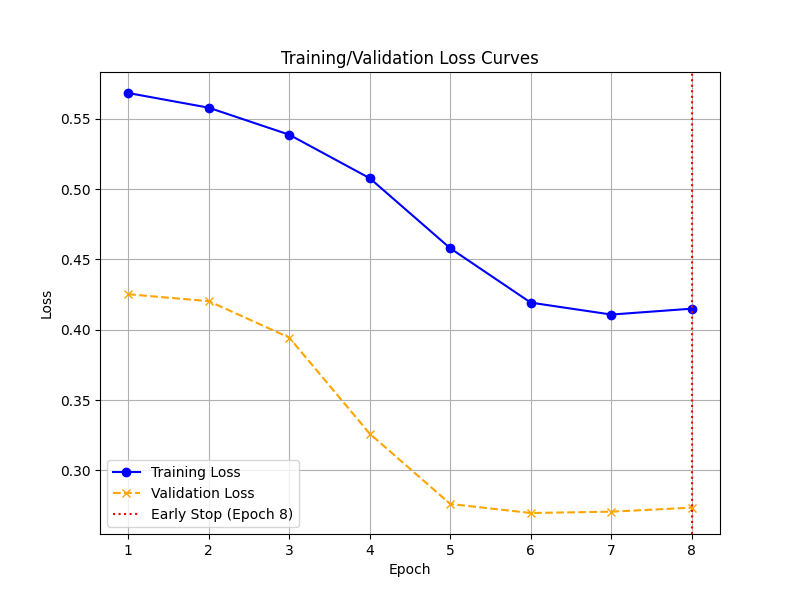 Training/Validation Loss Curves
Loss
0.55
0.50
0.45
0.40
0.35
0.30
Training Loss
Validation Loss
Early Stop (Epoch 8)
1 2 3 4 5 6 7 8
Epoch